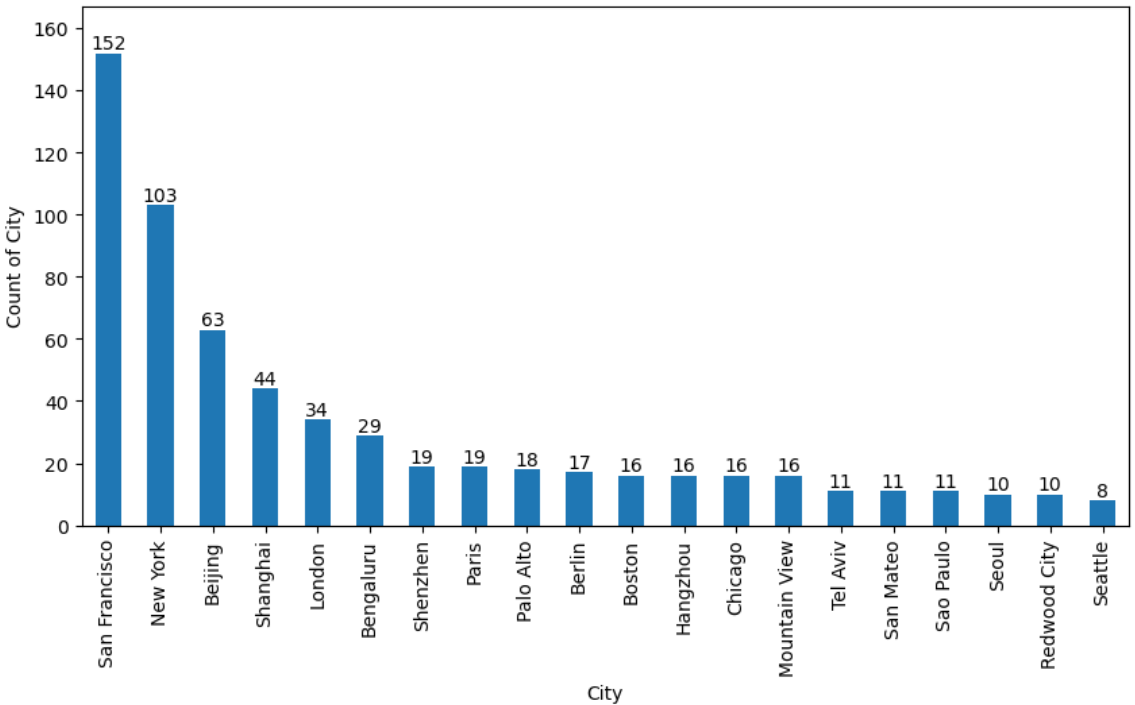 160
140
120
100
80
60
40
20
0
Count of City
152
103
63
44
34
29
19
19
18
17
16
16
16
16
11
11
11
10
10
8
San Francisco
New York
Beijing
Shanghai
London
Bengaluru
Shenzhen
Paris
Palo Alto
Berlin
Boston
Hangzhou
Chicago
Mountain View
Tel Aviv
San Mateo
Sao Paulo
Seoul
Redwood City
Seattle
City